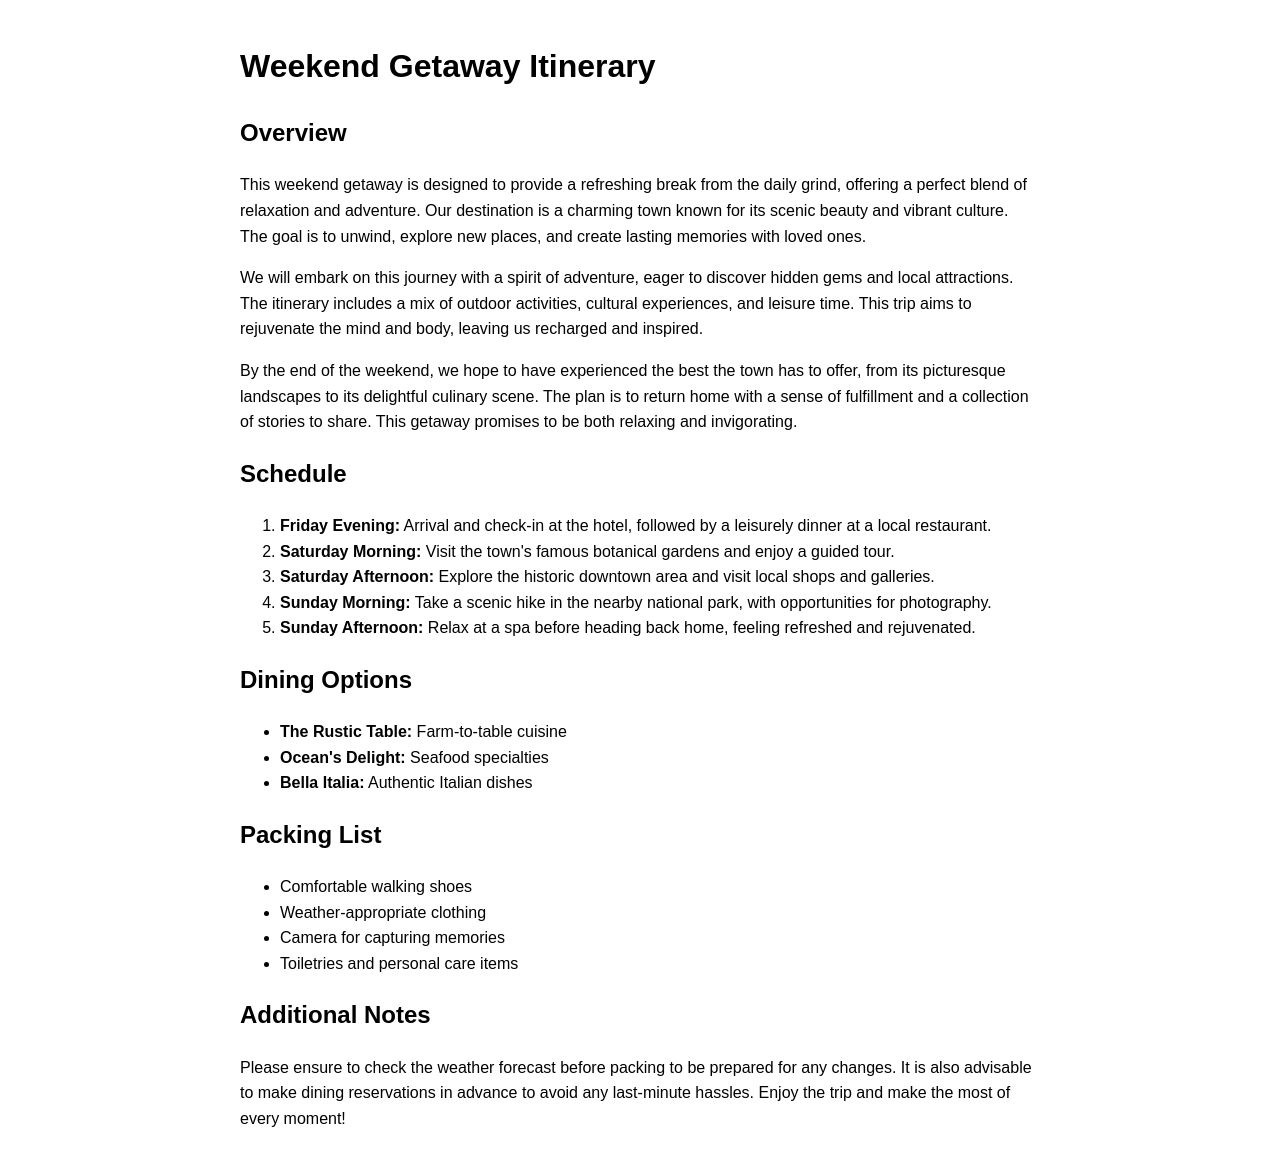 Weekend Getaway Itinerary
Overview
This weekend getaway is designed to provide a refreshing break from the daily grind, offering a perfect blend of
relaxation and adventure. Our destination is a charming town known for its scenic beauty and vibrant culture.
The goal is to unwind, explore new places, and create lasting memories with loved ones.
We will embark on this journey with a spirit of adventure, eager to discover hidden gems and local attractions.
The itinerary includes a mix of outdoor activities, cultural experiences, and leisure time. This trip aims to
rejuvenate the mind and body, leaving us recharged and inspired.
By the end of the weekend, we hope to have experienced the best the town has to offer, from its picturesque
landscapes to its delightful culinary scene. The plan is to return home with a sense of fulfillment and a collection
of stories to share. This getaway promises to be both relaxing and invigorating.
Schedule
1. Friday Evening: Arrival and check-in at the hotel, followed by a leisurely dinner at a local restaurant.
2. Saturday Morning: Visit the town's famous botanical gardens and enjoy a guided tour.
3. Saturday Afternoon: Explore the historic downtown area and visit local shops and galleries.
4. Sunday Morning: Take a scenic hike in the nearby national park, with opportunities for photography.
5. Sunday Afternoon: Relax at a spa before heading back home, feeling refreshed and rejuvenated.
Dining Options
• The Rustic Table: Farm-to-table cuisine
• Ocean's Delight: Seafood specialties
• Bella Italia: Authentic Italian dishes
Packing List
• Comfortable walking shoes
• Weather-appropriate clothing
• Camera for capturing memories
• Toiletries and personal care items
Additional Notes
Please ensure to check the weather forecast before packing to be prepared for any changes. It is also advisable
to make dining reservations in advance to avoid any last-minute hassles. Enjoy the trip and make the most of
every moment!